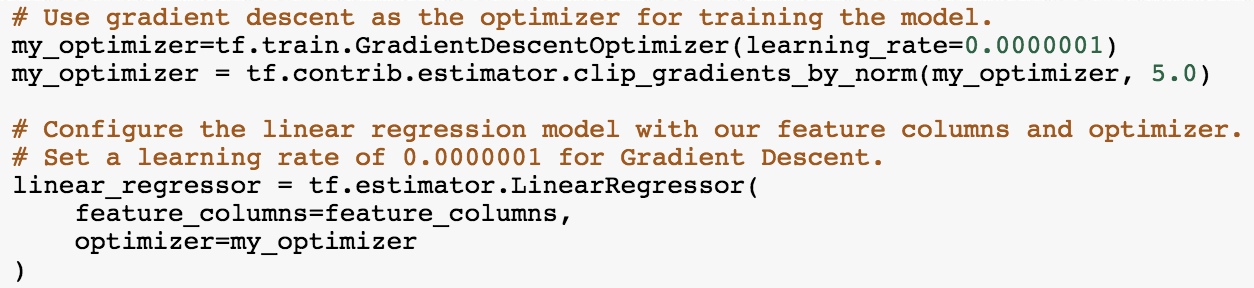 # Use gradient descent as the optimizer for training the model.
my_optimizer=tf.train.GradientDescentOptimizer(learning_rate=0.0000001)
my_optimizer = tf.contrib.estimator.clip_gradients_by_norm(my_optimizer, 5.0)

# Configure the linear regression model with our feature columns and optimizer.
# Set a learning rate of 0.0000001 for Gradient Descent.
linear_regressor = tf.estimator.LinearRegressor(
    feature_columns=feature_columns,
    optimizer=my_optimizer
)